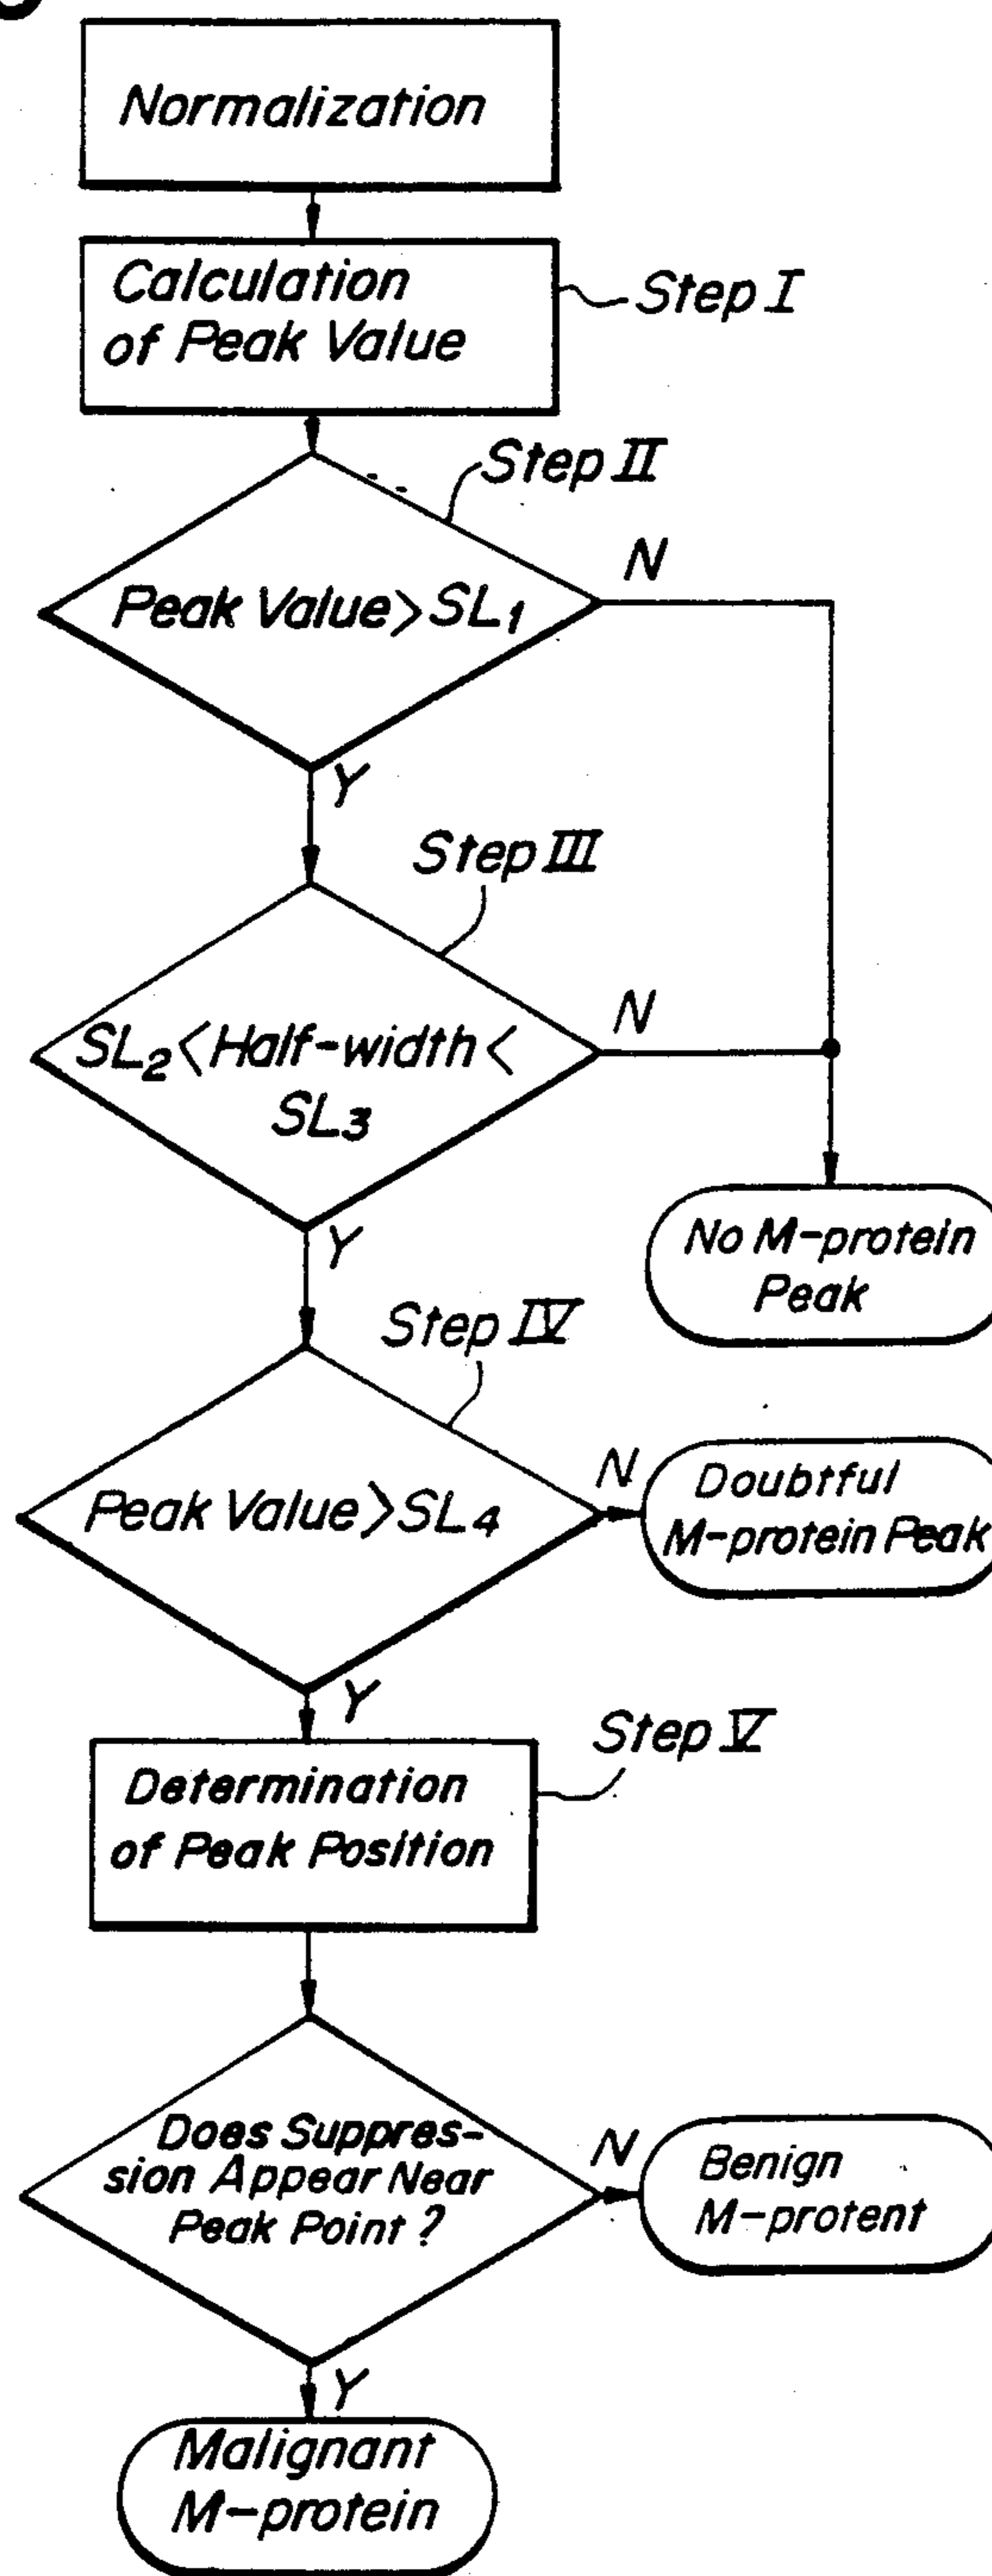 Normalization
Calculation
of Peak Value
Step I
Step II
Peak Value > SL1
N
Y
Step III
SL2 < Half-width <
SL3
N
Y
No M-protein
Peak
Step IV
Peak Value > SL4
N
Doubtful
M-protein Peak
Y
Step V
Determination
of Peak Position
Does Suppres-
sion Appear Near
Peak Point ?
N
Benign
M-protent
Y
Malignant
M-protein